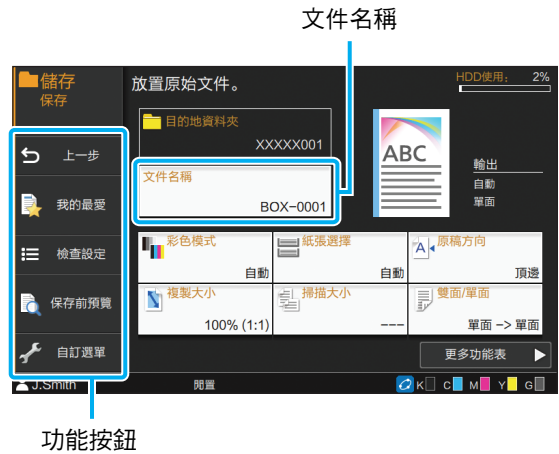 文件名稱
儲存
保存
放置原始文件。
HDD使用： 2%
目的地資料夾
XXXXX001
上一步
文件名稱
BOX-0001
ABC
輸出
自動
單面
我的最愛
檢查設定
彩色模式
自動
紙張選擇
自動
A
原稿方向
頂邊
保存前預覽
複製大小
100% (1:1)
掃描大小
---
雙面/單面
單面 -> 單面
自訂選單
更多功能表
J.Smith
閒置
K C M Y G
功能按鈕